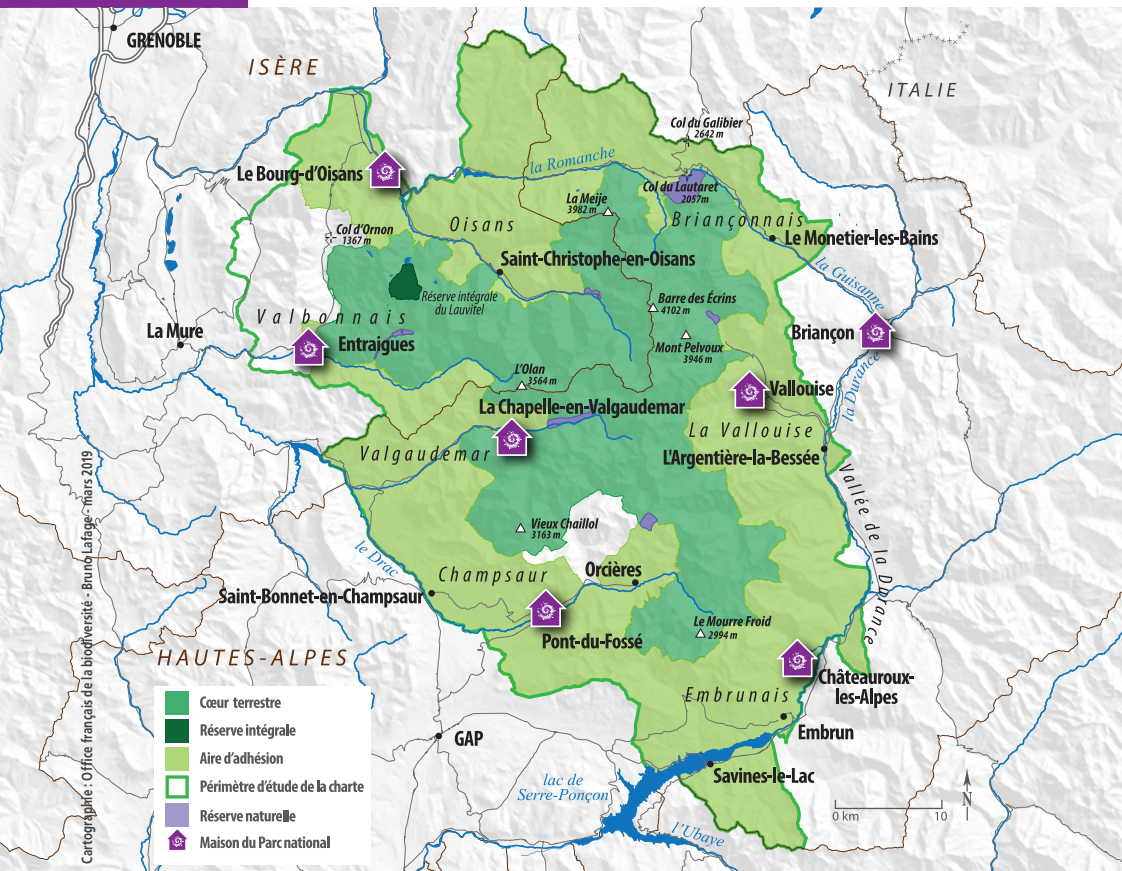 GRENOBLE
ISÈRE
ITALIE
Col du Galibier
2642 m
la Romanche
Le Bourg-d'Oisans
La Meije
3982 m
Col du Lautaret
2057m
Oisans
Briançonnais
Col d'Ornon
1367 m
Le Monetier-les-Bains
Saint-Christophe-en-Oisans
la Guisanne
Réserve intégrale
du Lauvitel
Barre des Écrins
4102 m
Valbonnais
La Mure
Entraigues
Briançon
Mont Pelvoux
3946 m
L'Olan
3564 m
la Durance
Vallouise
La Chapelle-en-Valgaudemar
La Vallouise
Valgaudemar
L'Argentière-la-Bessée
Vallée de la Durance
Vieux Chaillol
3163 m
le Drac
Champsaur
Orcières
Saint-Bonnet-en-Champsaur
Le Mourre Froid
2994 m
Pont-du-Fossé
HAUTES-ALPES
Châteauroux-
les-Alpes
Embrunais
Embrun
GAP
Savines-le-Lac
lac de
Serre-Ponçon
l'Ubaye
N
0 km 10
Cœur terrestre
Réserve intégrale
Aire d'adhésion
Périmètre d'étude de la charte
Réserve naturelle
Maison du Parc national
Cartographie : Office français de la biodiversité - Bruno Lafage - mars 2019